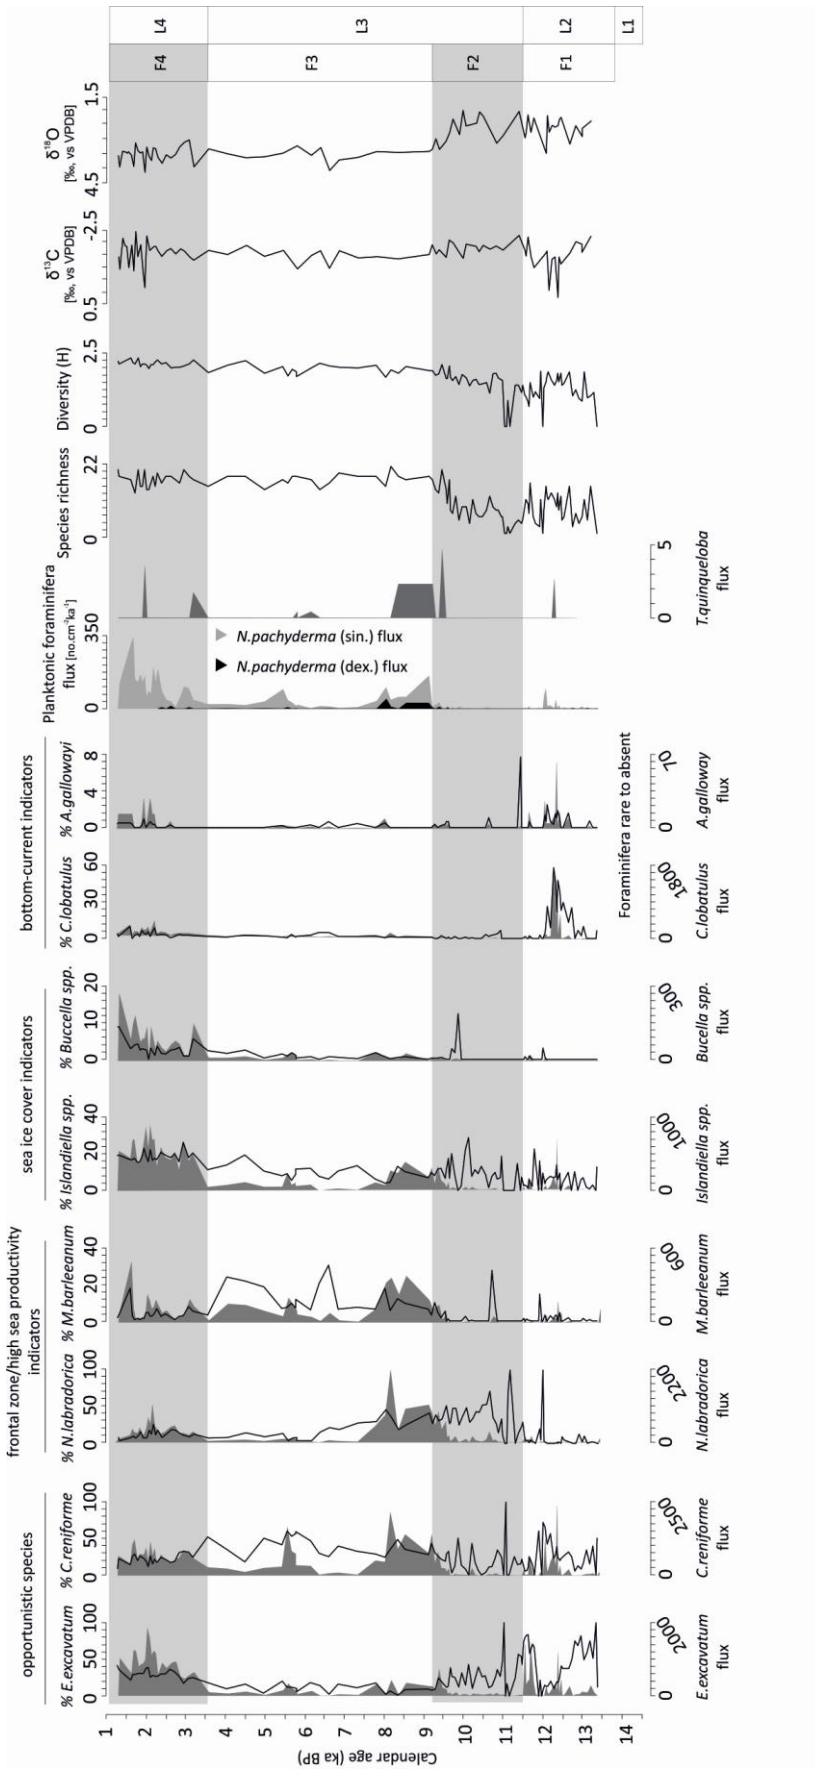 L4
L3
L2
L1
F4
F3
F2
F1
1.5
δ18O
[‰, vs VPDB]
4.5
-2.5
δ13C
[‰, vs VPDB]
0.5
2.5
Diversity (H)
0
22
Species richness
0
5
T.quinqueloba
flux
0
350
Planktonic foraminifera
flux [no.cm-2ka-1]
0
N.pachyderma (sin.) flux
N.pachyderma (dex.) flux
bottom-current indicators
8
4
0
% A.gallowayi
70
0
A.galloway
flux
60
30
0
% C.lobatulus
1800
0
C.lobatulus
flux
Foraminifera rare to absent
sea ice cover indicators
20
10
0
% Buccella spp.
300
0
Bucella spp.
flux
40
20
0
% Islandiella spp.
1000
0
Islandiella spp.
flux
frontal zone/high sea productivity
indicators
40
20
0
% M.barleeanum
600
0
M.barleeanum
flux
100
50
0
% N.labradorica
2200
0
N.labradorica
flux
opportunistic species
100
50
0
% C.reniforme
2500
0
C.reniforme
flux
100
50
0
% E.excavatum
2000
0
E.excavatum
flux
1
2
3
4
5
6
7
8
9
10
11
12
13
14
Calendar age (ka BP)